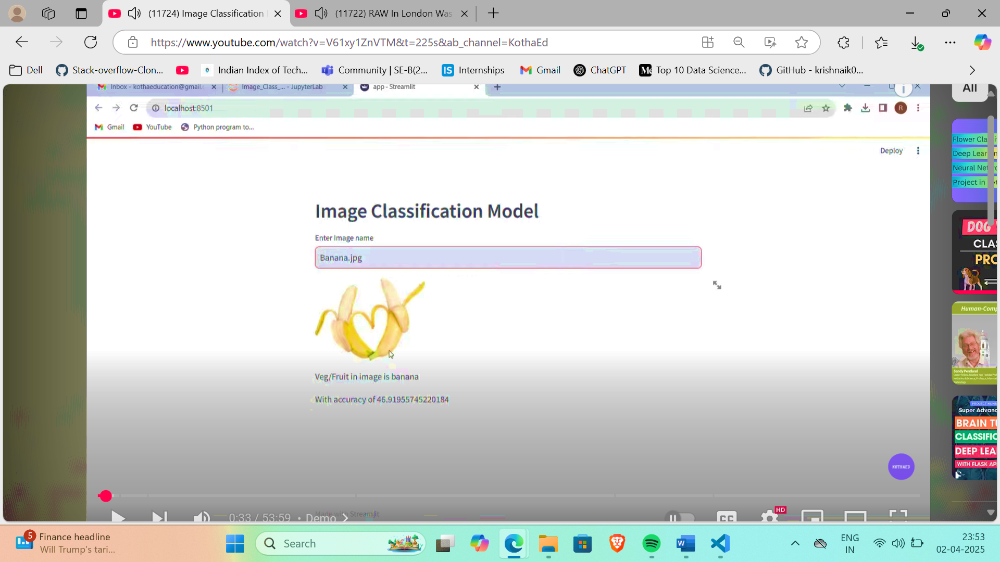 (11724) Image Classification
(11722) RAW In London Was
https://www.youtube.com/watch?v=V61xy1ZnVTM&t=225s&ab_channel=KothaEd
Dell
Stack-overflow-Clon...
Indian Index of Tech...
Community | SE-B(2...
IS Internships
Gmail
ChatGPT
Top 10 Data Science...
GitHub - krishnaik0...
Inbox - kothaeducation@gmail.
Image_Class_... - JupyterLab
app · Streamlit
All
localhost:8501
R
Gmail
YouTube
Python program to...
Deploy
Image Classification Model
Enter Image name
Banana.jpg
Veg/Fruit in image is banana
With accuracy of 46.91955745220184
KOTHAED
Made with Streamlit
0:33 / 53:59 • Demo
CC
HD
Flower Cla
Deep Lear
Neural Net
Project in
DOG
CLAS
PRO
Human-Comp
Sandy Pentland
Super Advanc
BRAIN TU
CLASSIFIC
DEEP LEA
WITH FLASK AP
5
Finance headline
Will Trump's tari...
Search
ENG
IN
23:53
02-04-2025